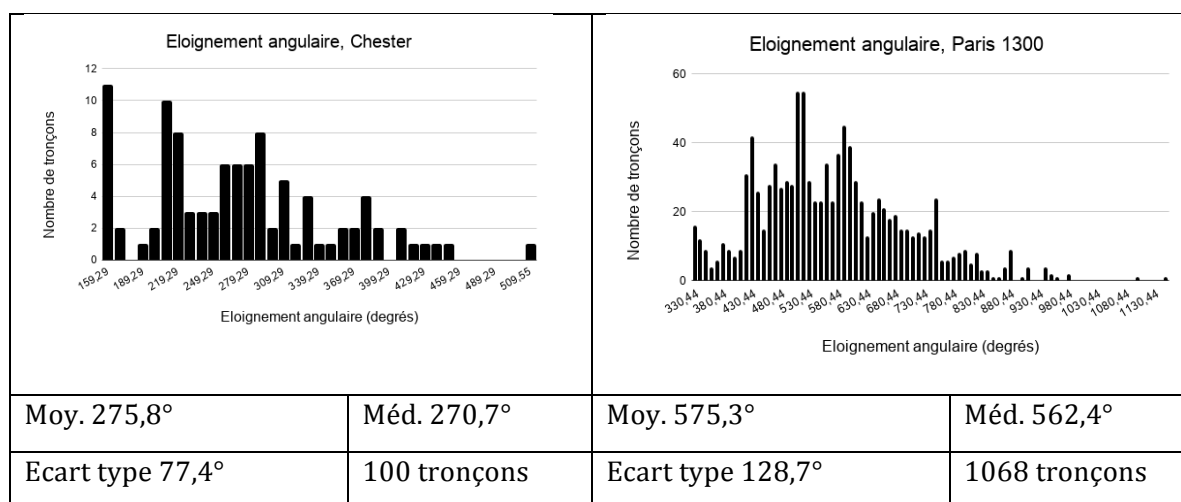 Eloignement angulaire, Chester
Nombre de tronçons
12
10
8
6
4
2
0
159,29 189,29 219,29 249,29 279,29 309,29 339,29 369,29 399,29 429,29 459,29 489,29 509,55
Eloignement angulaire (degrés)
Eloignement angulaire, Paris 1300
Nombre de tronçons
60
40
20
0
330,44 380,44 430,44 480,44 530,44 580,44 630,44 680,44 730,44 780,44 830,44 880,44 930,44 980,44 1030,44 1080,44 1130,44
Eloignement angulaire (degrés)
Moy. 275,8° Méd. 270,7° Moy. 575,3° Méd. 562,4°
Ecart type 77,4° 100 tronçons Ecart type 128,7° 1068 tronçons